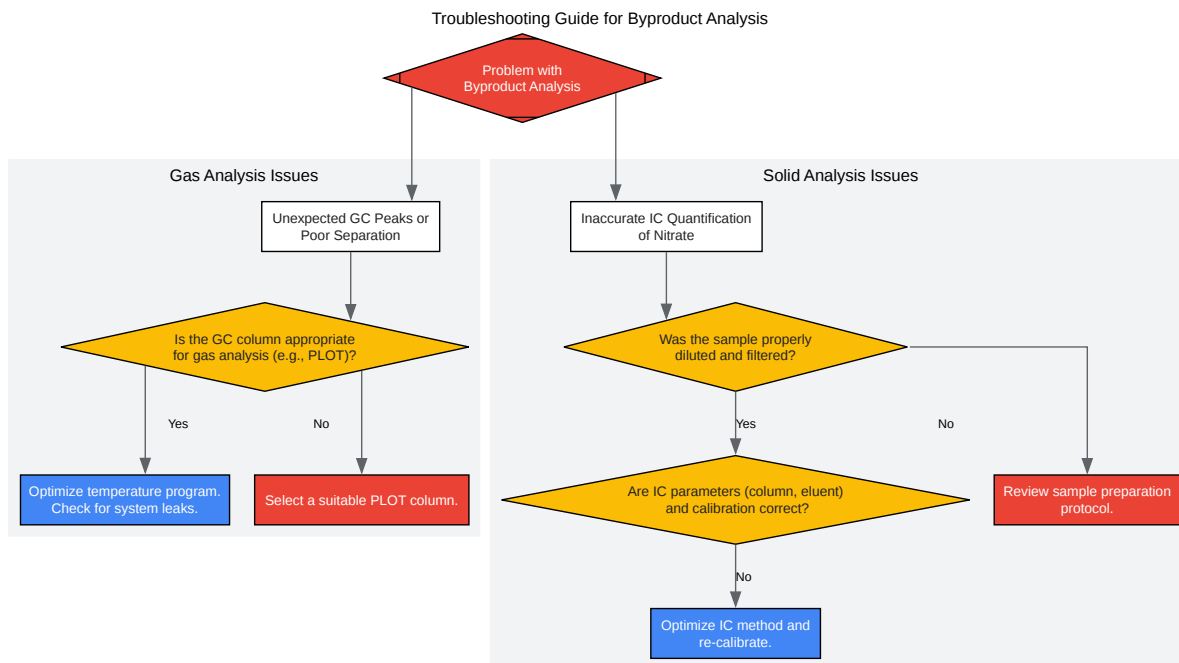 Troubleshooting Guide for Byproduct Analysis
Problem with
Byproduct Analysis
Gas Analysis Issues
Unexpected GC Peaks or
Poor Separation
Is the GC column appropriate
for gas analysis (e.g., PLOT)?
Yes
No
Optimize temperature program.
Check for system leaks.
Select a suitable PLOT column.
Solid Analysis Issues
Inaccurate IC Quantification
of Nitrate
Was the sample properly
diluted and filtered?
Yes
No
Are IC parameters (column, eluent)
and calibration correct?
Review sample preparation
protocol.
No
Optimize IC method and
re-calibrate.